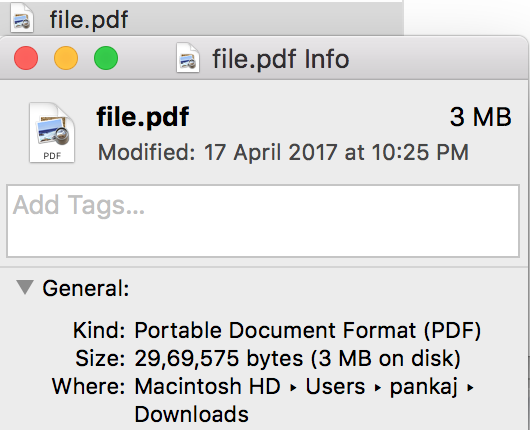 file.pdf
file.pdf Info
file.pdf 3 MB
Modified: 17 April 2017 at 10:25 PM
PDF
Add Tags...
General:
Kind: Portable Document Format (PDF)
Size: 29,69,575 bytes (3 MB on disk)
Where: Macintosh HD ▸ Users ▸ pankaj ▸
Downloads